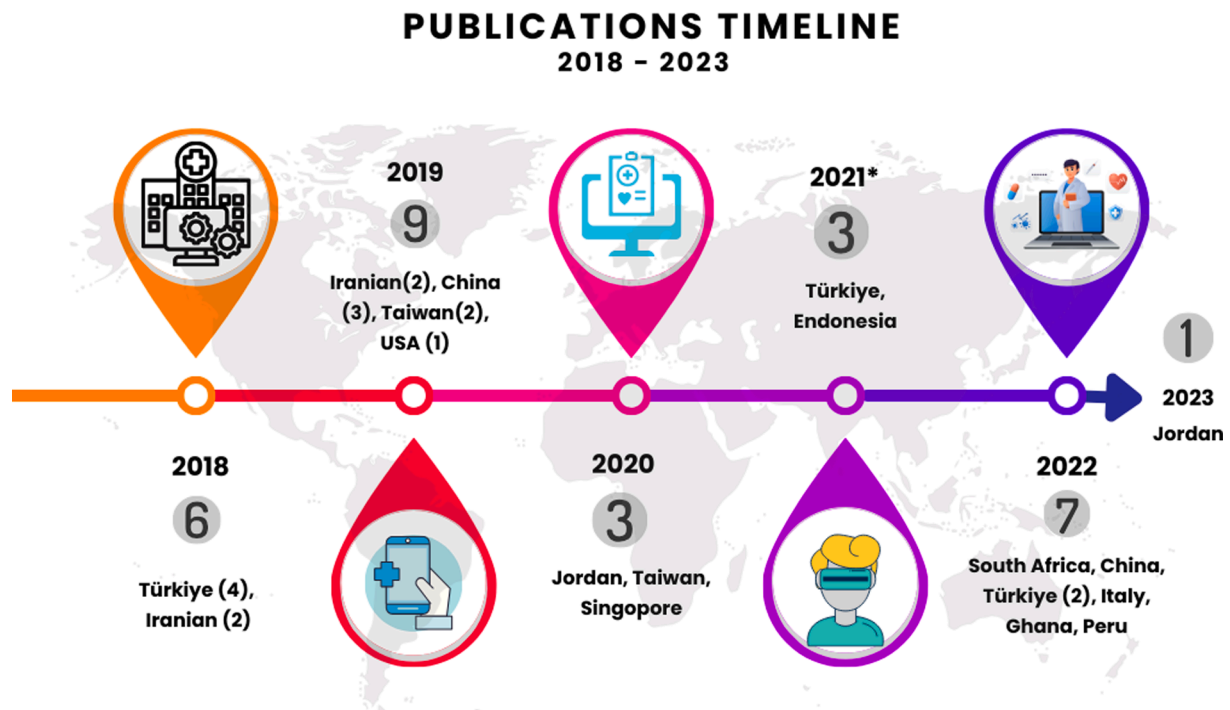 PUBLICATIONS TIMELINE
2018 - 2023
2018
6
Türkiye (4),
Iranian (2)
2019
9
Iranian(2), China
(3), Taiwan(2),
USA (1)
2020
3
Jordan, Taiwan,
Singopore
2021*
3
Türkiye,
Endonesia
2022
7
South Africa, China,
Türkiye (2), Italy,
Ghana, Peru
1
2023
Jordan